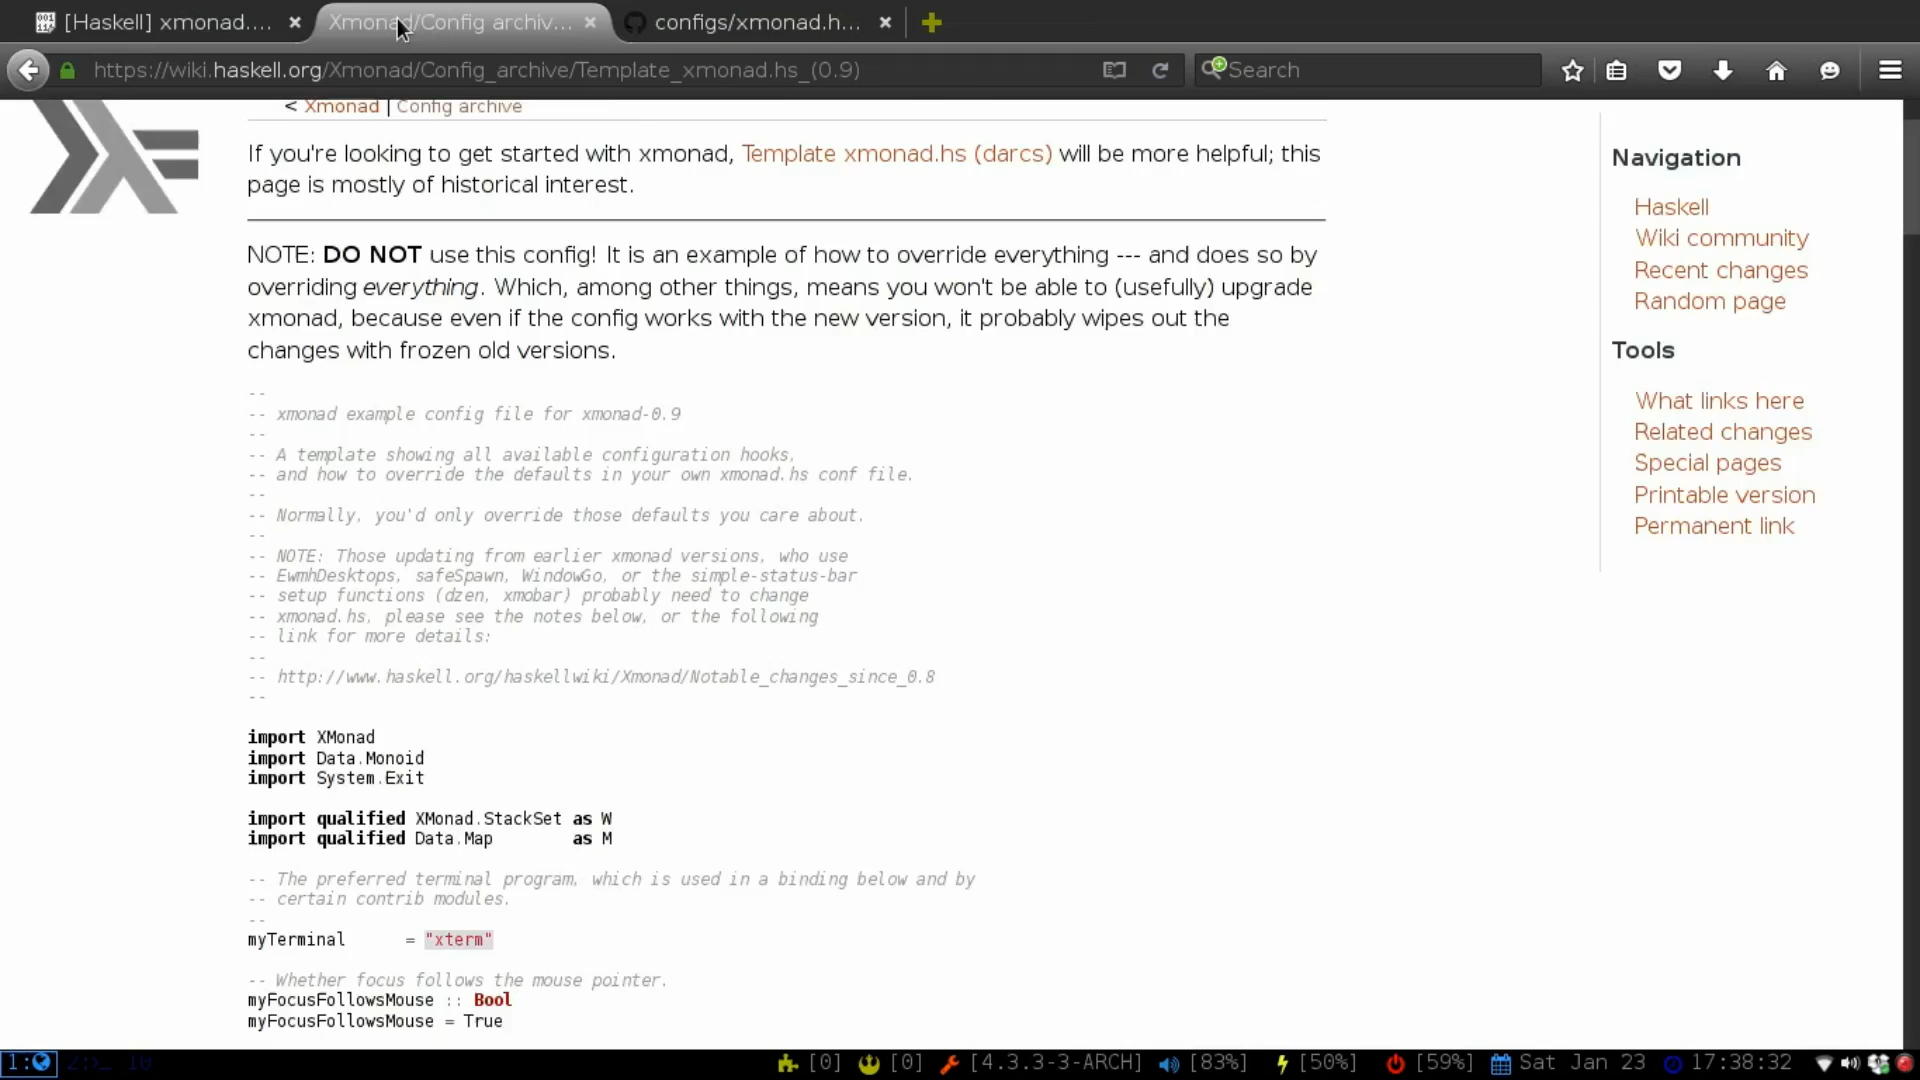 [Haskell] xmonad....
Xmonad/Config archiv...
configs/xmonad.h...
https://wiki.haskell.org/Xmonad/Config_archive/Template_xmonad.hs_(0.9)
Search
< Xmonad | Config archive
If you're looking to get started with xmonad, Template xmonad.hs (darcs) will be more helpful; this
page is mostly of historical interest.
NOTE: DO NOT use this config! It is an example of how to override everything --- and does so by
overriding everything. Which, among other things, means you won't be able to (usefully) upgrade
xmonad, because even if the config works with the new version, it probably wipes out the
changes with frozen old versions.
--
-- xmonad example config file for xmonad-0.9
--
-- A template showing all available configuration hooks,
-- and how to override the defaults in your own xmonad.hs conf file.
--
-- Normally, you'd only override those defaults you care about.
--
-- NOTE: Those updating from earlier xmonad versions, who use
-- EwmhDesktops, safeSpawn, WindowGo, or the simple-status-bar
-- setup functions (dzen, xmobar) probably need to change
-- xmonad.hs, please see the notes below, or the following
-- link for more details:
--
-- http://www.haskell.org/haskellwiki/Xmonad/Notable_changes_since_0.8
--
import XMonad
import Data.Monoid
import System.Exit
import qualified XMonad.StackSet as W
import qualified Data.Map        as M
-- The preferred terminal program, which is used in a binding below and by
-- certain contrib modules.
--
myTerminal      = "xterm"
-- Whether focus follows the mouse pointer.
myFocusFollowsMouse :: Bool
myFocusFollowsMouse = True
Navigation
Haskell
Wiki community
Recent changes
Random page
Tools
What links here
Related changes
Special pages
Printable version
Permanent link
1: 2:>_ 10 [0] [0] [4.3.3-3-ARCH] [83%] [50%] [59%] Sat Jan 23 17:38:32